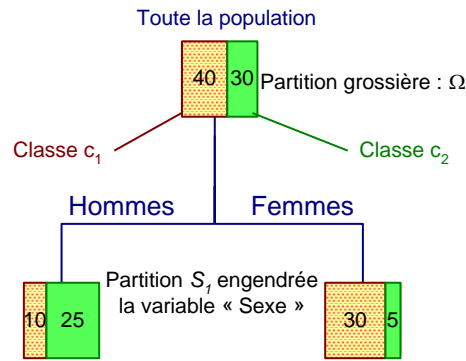 Toute la population
40 30 Partition grossière : Ω
Classe c₁ Classe c₂
Hommes Femmes
Partition S₁ engendrée
la variable « Sexe »
10 25 30 5